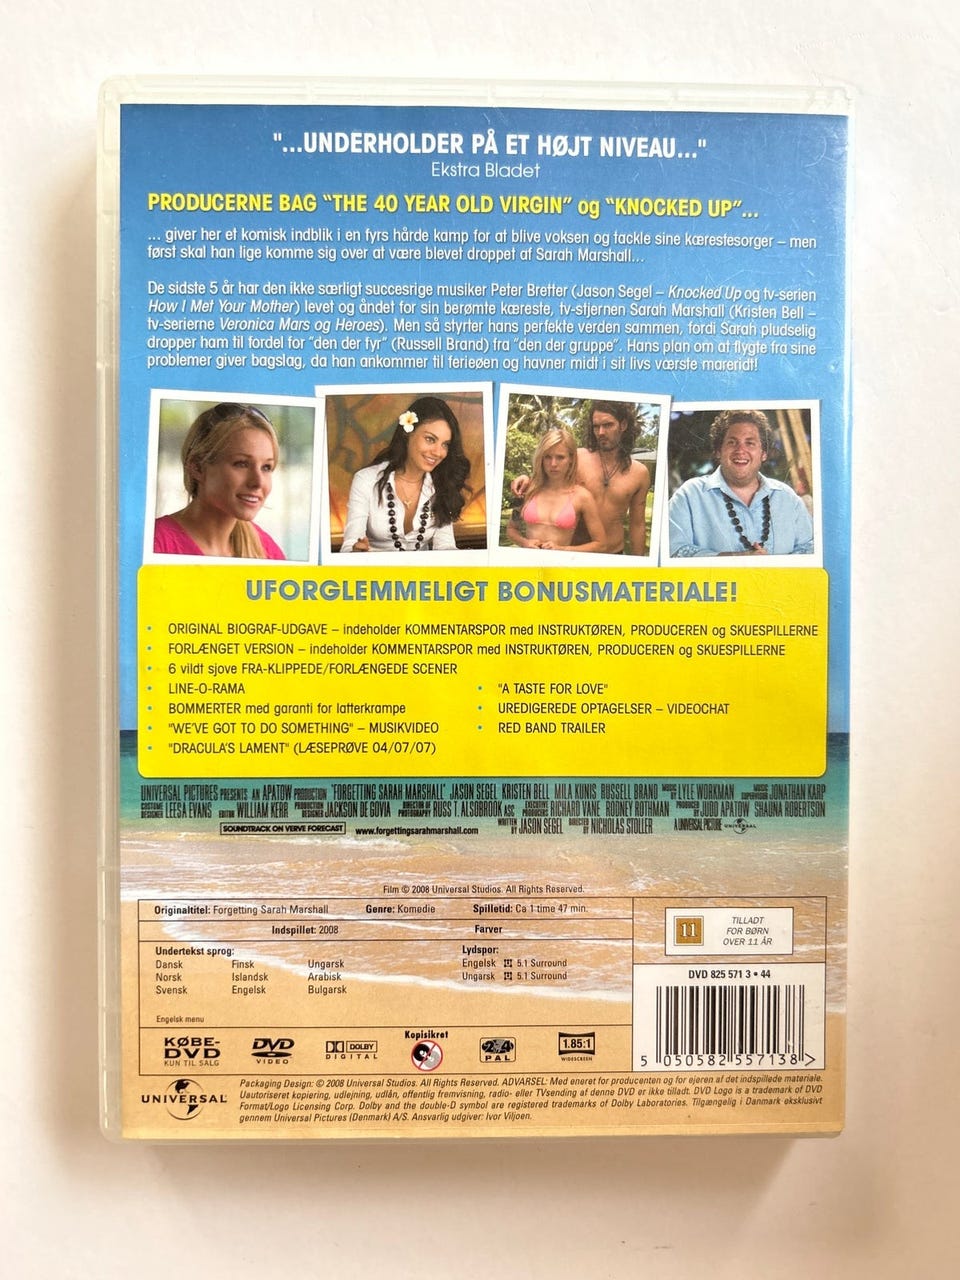 "...UNDERHOLDER PÅ ET HØJT NIVEAU..."
Ekstra Bladet
PRODUCERNE BAG "THE 40 YEAR OLD VIRGIN" og "KNOCKED UP"...
... giver her et komisk indblik i en fyrs hårde kamp for at blive voksen og tackle sine kærestesorger – men
først skal han lige komme sig over at være blevet droppet af Sarah Marshall...
De sidste 5 år har den ikke særligt succesrige musiker Peter Bretter (Jason Segel – Knocked Up og tv-serien
How I Met Your Mother) levet og åndet for sin berømte kæreste, tv-stjernen Sarah Marshall (Kristen Bell –
tv-serierne Veronica Mars og Heroes). Men så styrter hans perfekte verden sammen, fordi Sarah pludselig
dropper ham til fordel for "den der fyr" (Russell Brand) fra "den der gruppe". Hans plan om at flygte fra sine
problemer giver bagslag, da han ankommer til ferieøen og havner midt i sit livs værste mareridt!
UFORGLEMMELIGT BONUSMATERIALE!
• ORIGINAL BIOGRAF-UDGAVE – indeholder KOMMENTARSPOR med INSTRUKTØREN, PRODUCEREN og SKUESPILLERNE
• FORLÆNGET VERSION – indeholder KOMMENTARSPOR med INSTRUKTØREN, PRODUCEREN og SKUESPILLERNE
• 6 vildt sjove FRA-KLIPPEDE/FORLÆNGEDE SCENER
• LINE-O-RAMA
• BOMMERTER med garanti for latterkrampe
• "WE'VE GOT TO DO SOMETHING" – MUSIKVIDEO
• "DRACULA'S LAMENT" (LÆSEPRØVE 04/07/07)
• "A TASTE FOR LOVE"
• UREDIGEREDE OPTAGELSER – VIDEOCHAT
• RED BAND TRAILER
UNIVERSAL PICTURES PRESENTS AN APATOW PRODUCTION "FORGETTING SARAH MARSHALL" JASON SEGEL KRISTEN BELL MILA KUNIS RUSSELL BRAND MUSIC BY LYLE WORKMAN MUSIC SUPERVISION JONATHAN KARP
COSTUME DESIGNER LEESA EVANS EDITOR WILLIAM KERR PRODUCTION DESIGNER JACKSON DE GOVIA DIRECTOR OF PHOTOGRAPHY RUSS T. ALSOBROOK ASC EXECUTIVE PRODUCERS RICHARD VANE RODNEY ROTHMAN PRODUCED BY JUDD APATOW SHAUNA ROBERTSON
SOUNDTRACK ON VERVE FORECAST www.forgettingsarahmarshall.com WRITTEN BY JASON SEGEL DIRECTED BY NICHOLAS STOLLER A UNIVERSAL PICTURE UNIVERSAL
Film © 2008 Universal Studios. All Rights Reserved.
Originaltitel: Forgetting Sarah Marshall Genre: Komedie Spilletid: Ca 1 time 47 min.
Indspillet: 2008 Farver
Undertekst sprog:
Dansk Finsk Ungarsk
Norsk Islandsk Arabisk
Svensk Engelsk Bulgarsk
Lydspor:
Engelsk 5.1 Surround
Ungarsk 5.1 Surround
Engelsk menu
11
TILLADT
FOR BØRN
OVER 11 ÅR
DVD 825 571 3 • 44
5 050582 557138 >
KØBE-
DVD
KUN TIL SALG
DVD
VIDEO
DOLBY
DIGITAL
Kopisikret
2/4
PAL
1.85:1
WIDESCREEN
UNIVERSAL
Packaging Design: © 2008 Universal Studios. All Rights Reserved. ADVARSEL: Med eneret for producenten og for ejeren af det indspillede materiale.
Uautoriseret kopiering, udlejning, udlån, offentlig fremvisning, radio- eller TVsending af denne DVD er ikke tilladt. DVD Logo is a trademark of DVD
Format/Logo Licensing Corp. Dolby and the double-D symbol are registered trademarks of Dolby Laboratories. Tilgængelig i Danmark eksklusivt
gennem Universal Pictures (Denmark) A/S. Ansvarlig udgiver: Ivor Viljoen.